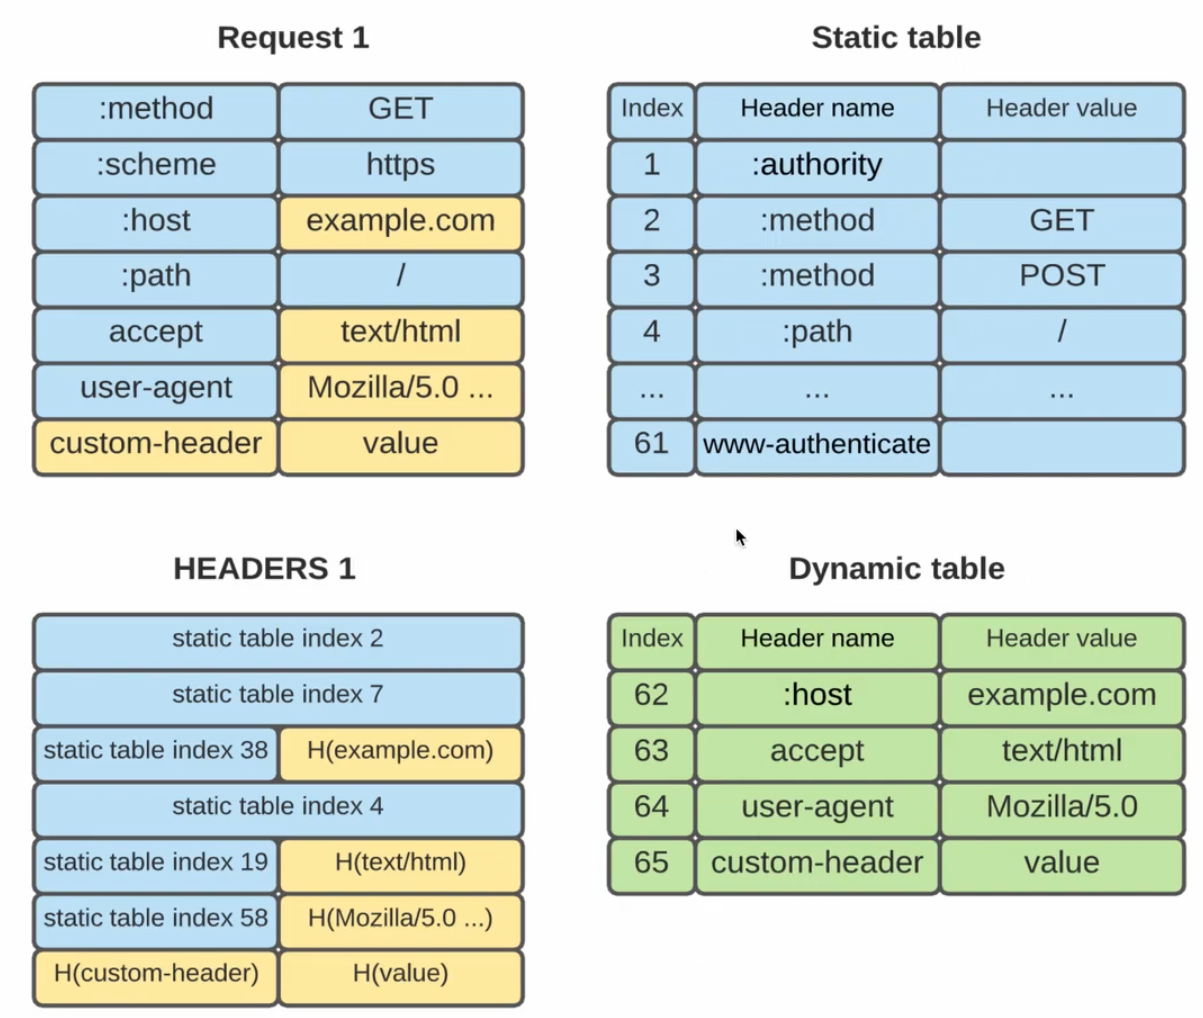 Request 1
:method GET
:scheme https
:host example.com
:path /
accept text/html
user-agent Mozilla/5.0 ...
custom-header value
Static table
Index Header name Header value
1 :authority
2 :method GET
3 :method POST
4 :path /
... ... ...
61 www-authenticate
HEADERS 1
static table index 2
static table index 7
static table index 38 H(example.com)
static table index 4
static table index 19 H(text/html)
static table index 58 H(Mozilla/5.0 ...)
H(custom-header) H(value)
Dynamic table
Index Header name Header value
62 :host example.com
63 accept text/html
64 user-agent Mozilla/5.0
65 custom-header value